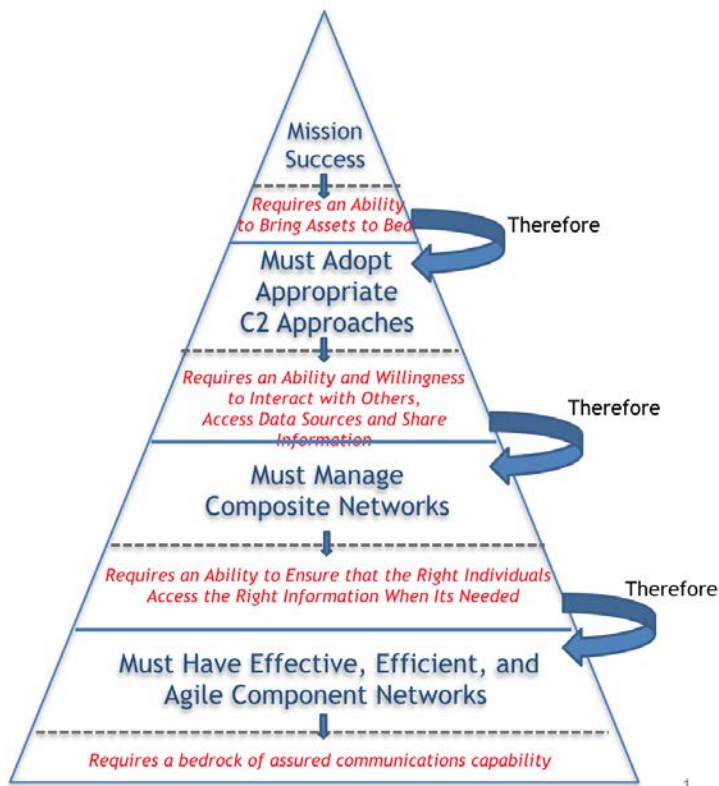 Mission
Success
Requires an Ability
to Bring Assets to Bea
Therefore
Must Adopt
Appropriate
C2 Approaches
Requires an Ability and Willingness
to Interact with Others,
Access Data Sources and Share
Information
Therefore
Must Manage
Composite Networks
Requires an Ability to Ensure that the Right Individuals
Access the Right Information When Its Needed
Therefore
Must Have Effective, Efficient, and
Agile Component Networks
Requires a bedrock of assured communications capability
1